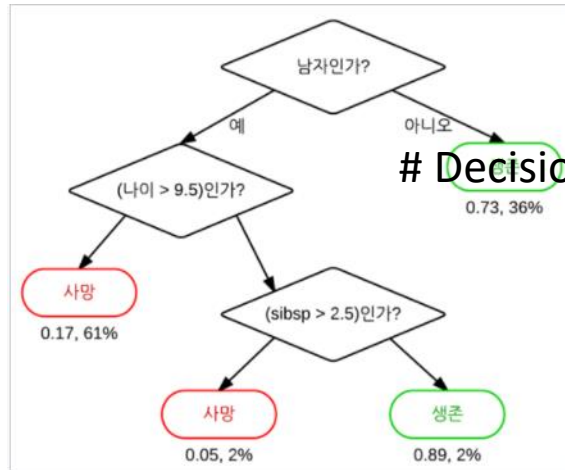 남자인가?
예
아니오
# Decisio
생존
0.73, 36%
(나이 > 9.5)인가?
사망
0.17, 61%
(sibsp > 2.5)인가?
사망
0.05, 2%
생존
0.89, 2%